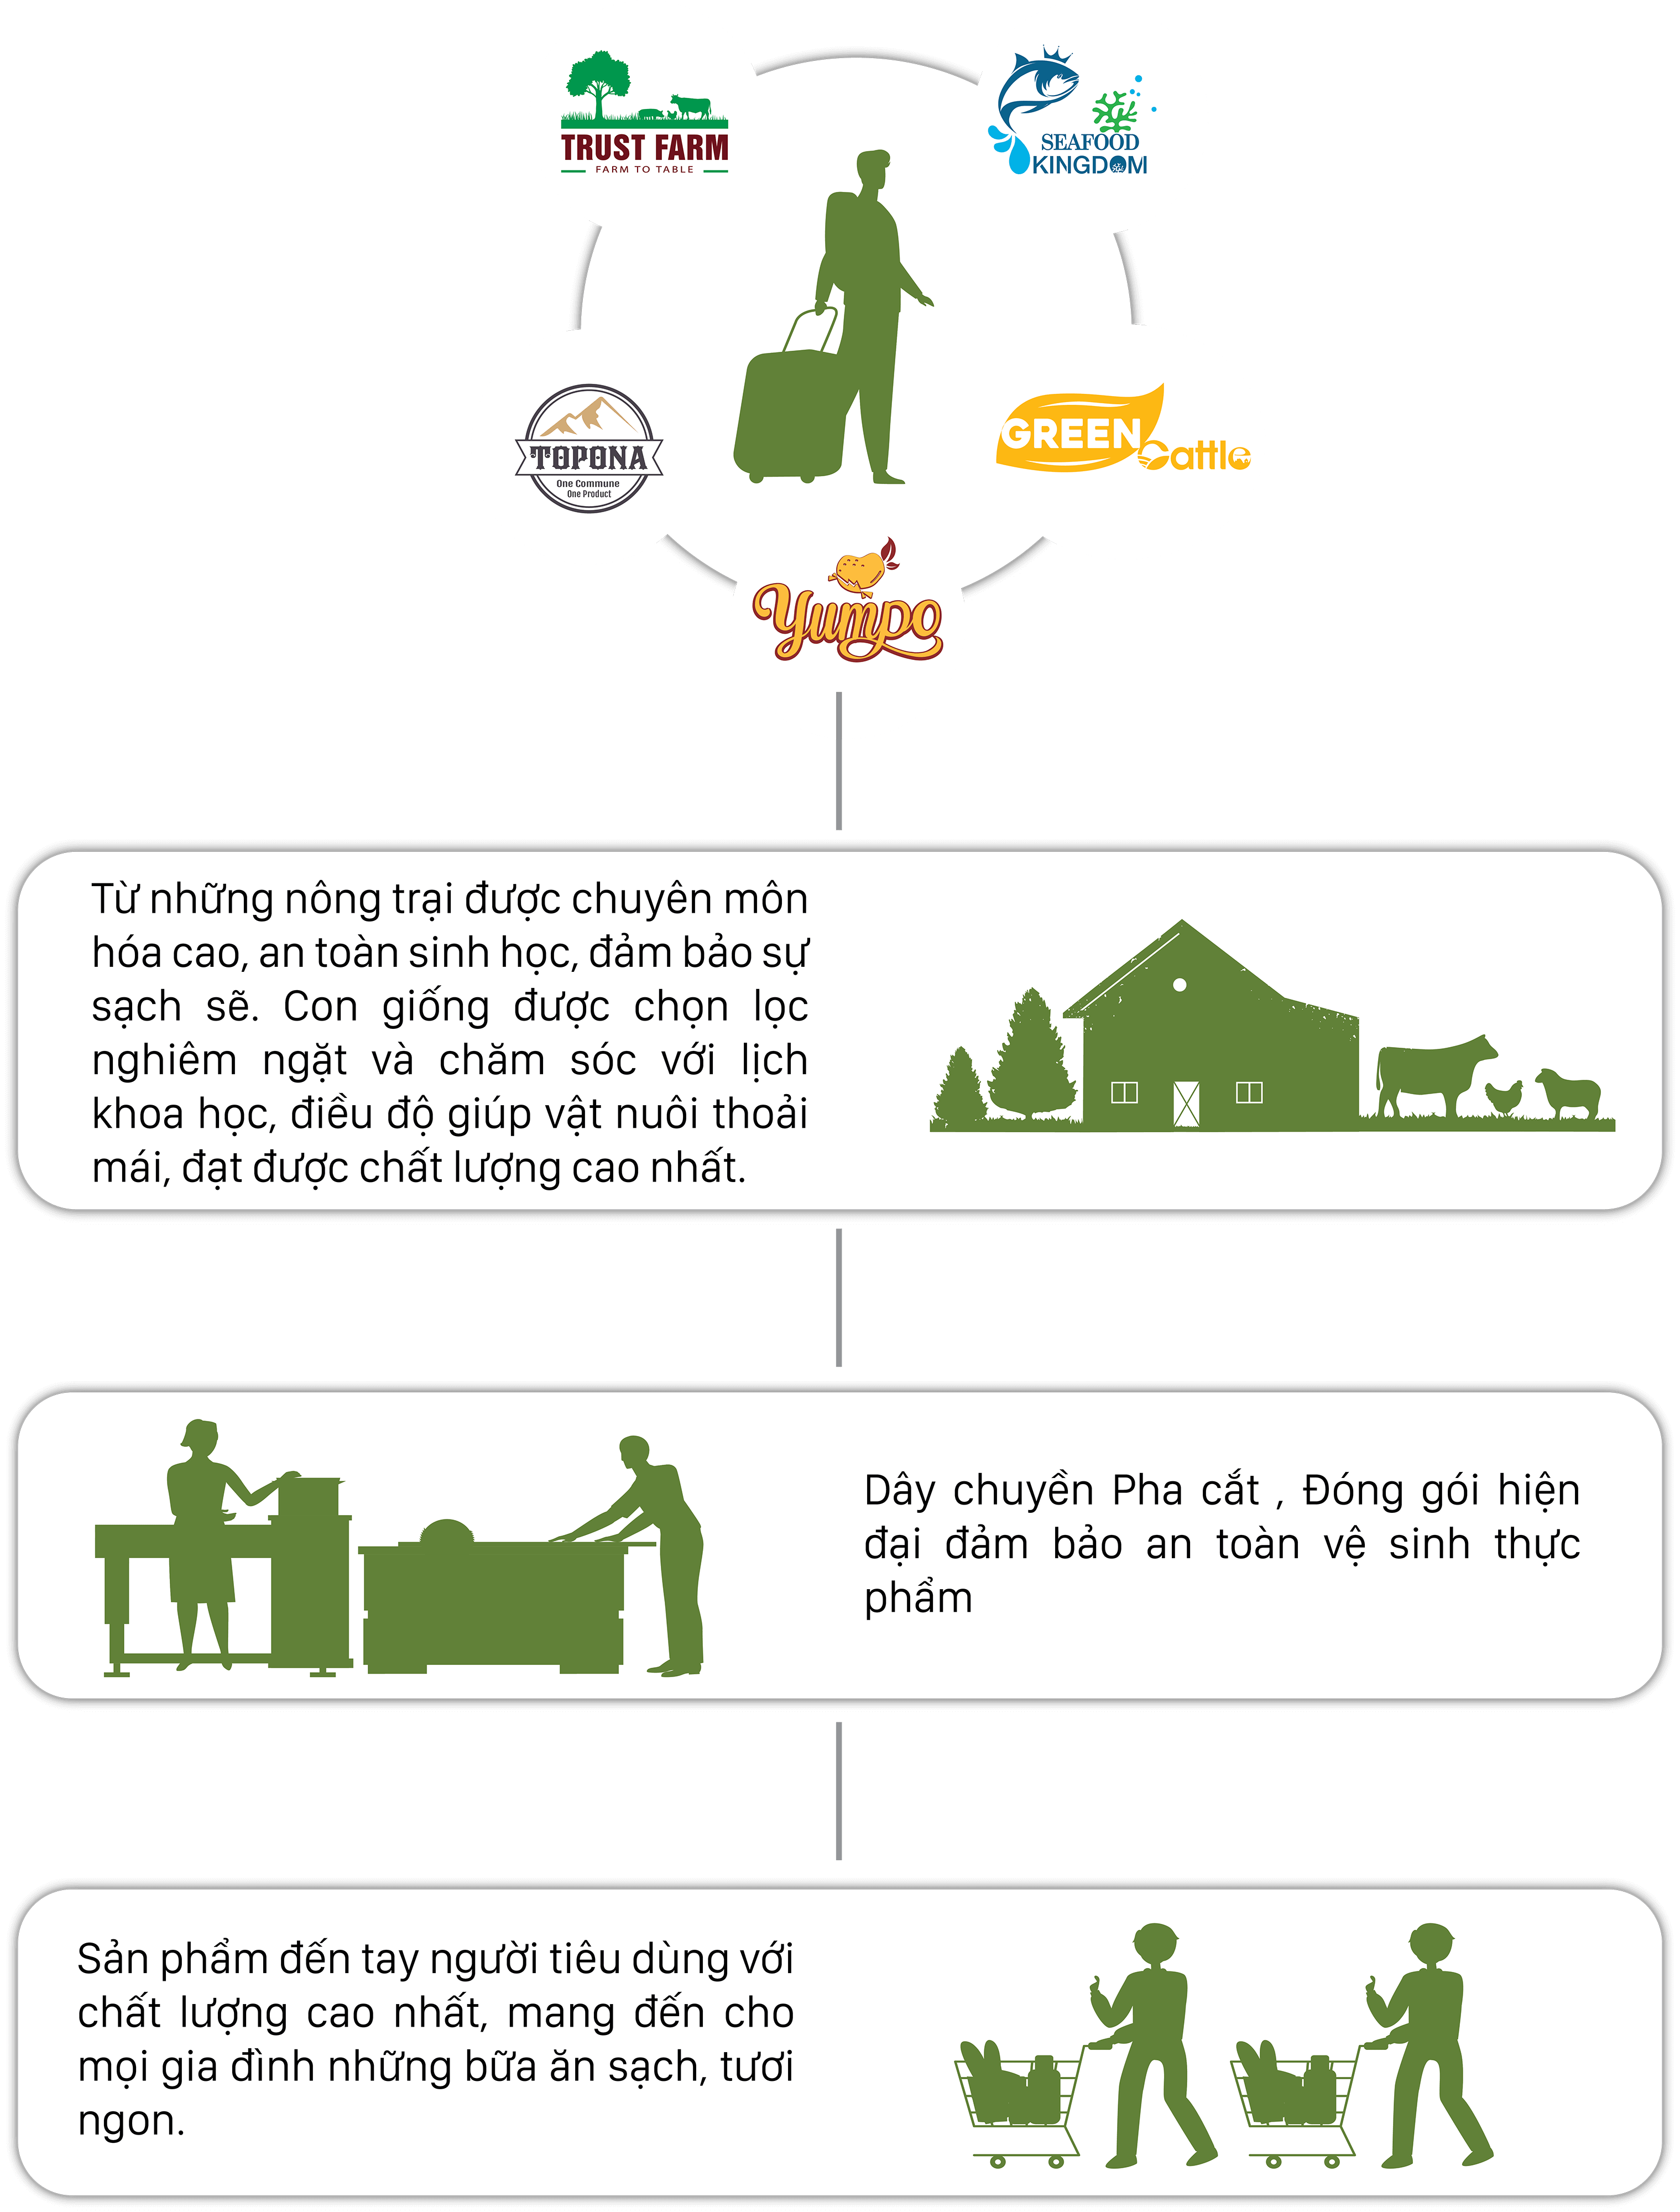 TRUST FARM
FARM TO TABLE
SEAFOOD
KINGDOM
TOPONA
One Commune
One Product
GREEN
Cattle
Yumpo
Từ những nông trại được chuyên môn
hóa cao, an toàn sinh học, đảm bảo sự
sạch sẽ. Con giống được chọn lọc
nghiêm ngặt và chăm sóc với lịch
khoa học, điều độ giúp vật nuôi thoải
mái, đạt được chất lượng cao nhất.
Dây chuyền Pha cắt , Đóng gói hiện
đại đảm bảo an toàn vệ sinh thực
phẩm
Sản phẩm đến tay người tiêu dùng với
chất lượng cao nhất, mang đến cho
mọi gia đình những bữa ăn sạch, tươi
ngon.